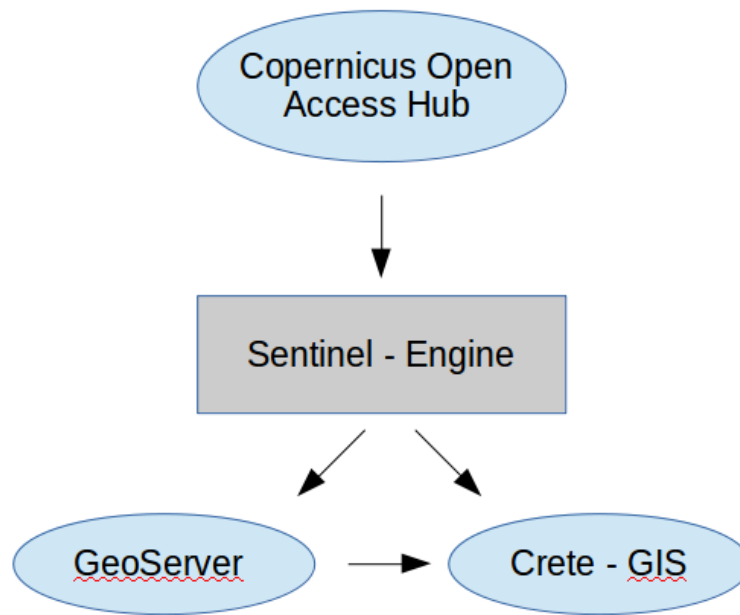 Copernicus Open
Access Hub
Sentinel - Engine
GeoServer
Crete - GIS